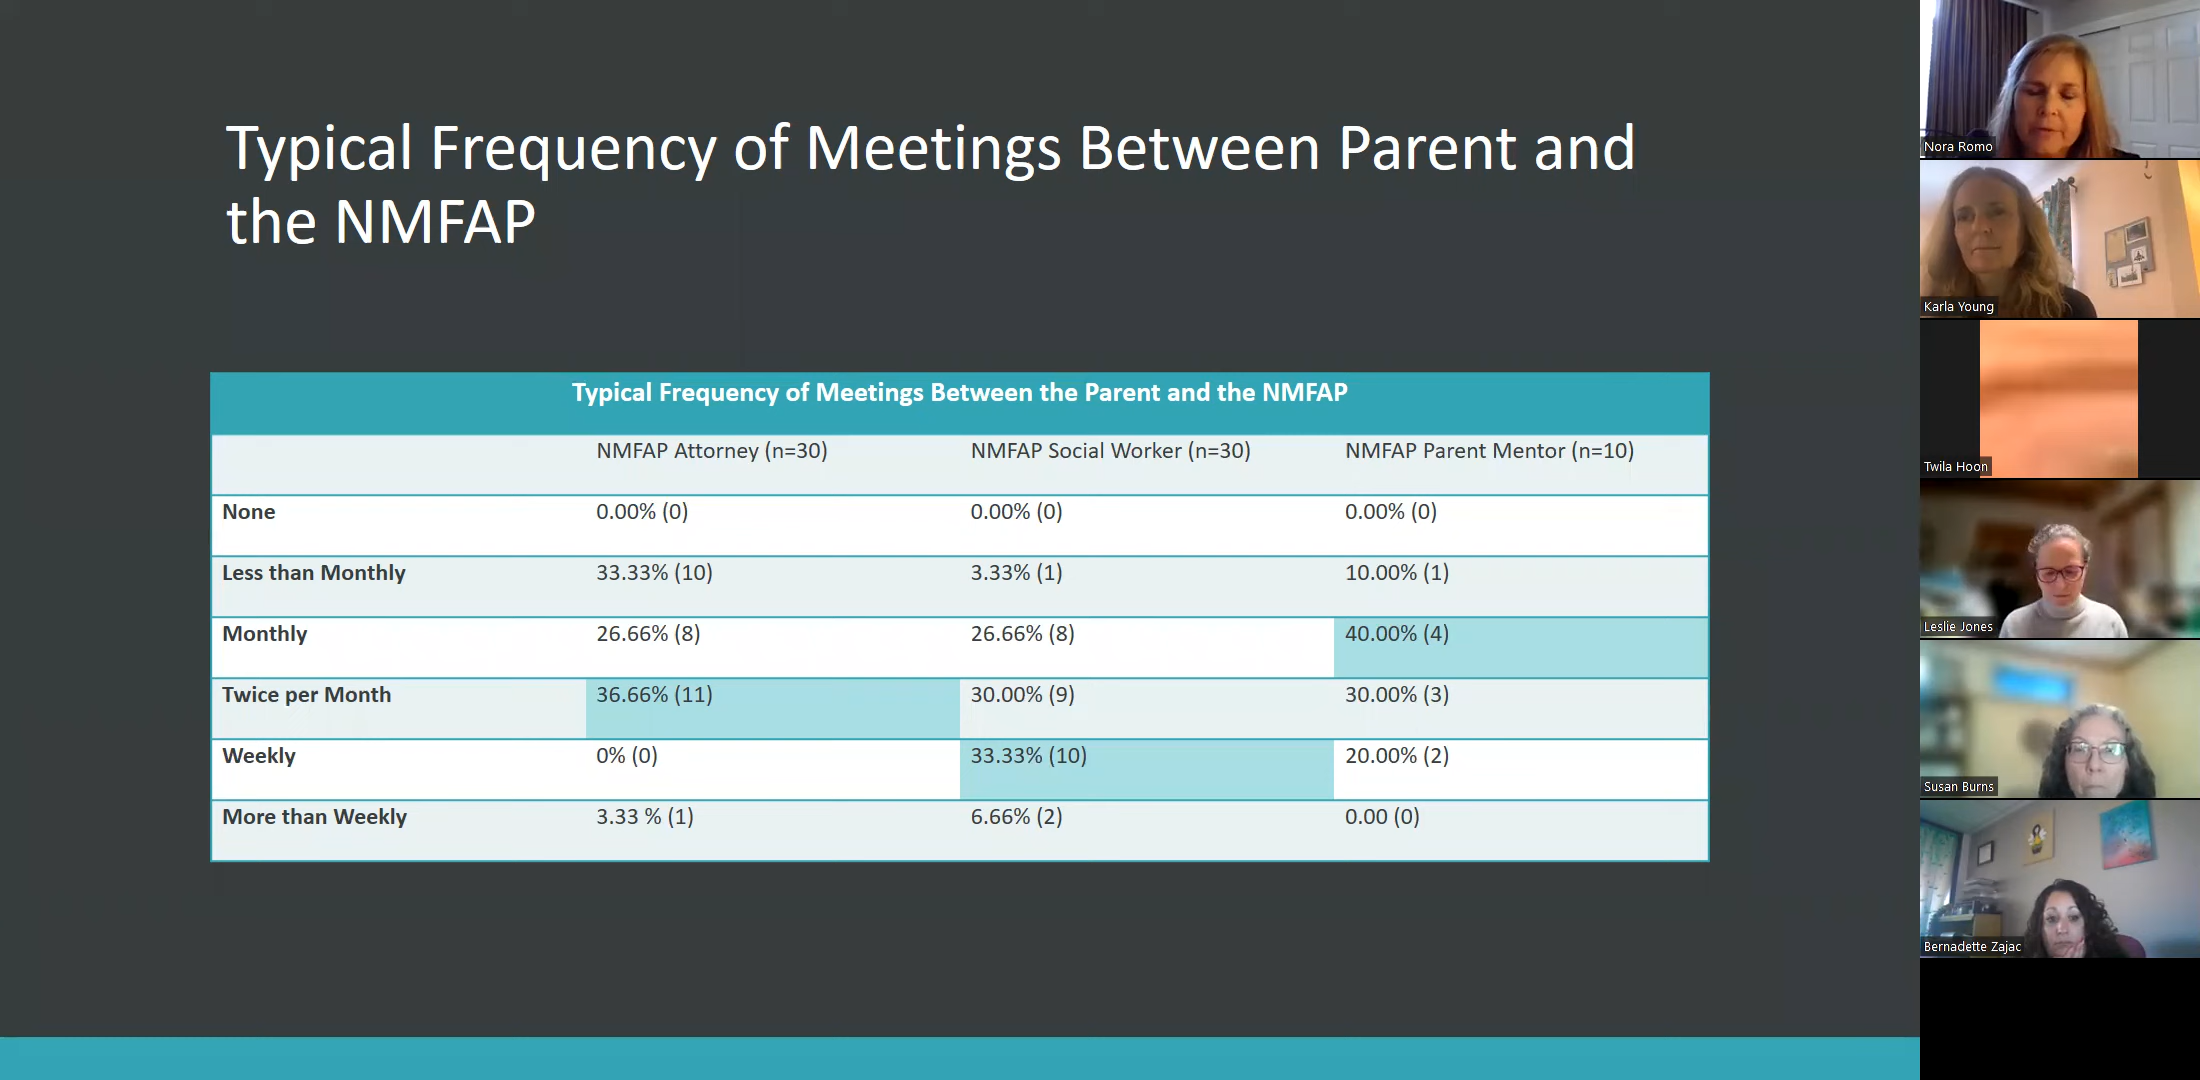 Typical Frequency of Meetings Between Parent and
the NMFAP
Typical Frequency of Meetings Between the Parent and the NMFAP
NMFAP Attorney (n=30) NMFAP Social Worker (n=30) NMFAP Parent Mentor (n=10)
None 0.00% (0) 0.00% (0) 0.00% (0)
Less than Monthly 33.33% (10) 3.33% (1) 10.00% (1)
Monthly 26.66% (8) 26.66% (8) 40.00% (4)
Twice per Month 36.66% (11) 30.00% (9) 30.00% (3)
Weekly 0% (0) 33.33% (10) 20.00% (2)
More than Weekly 3.33 % (1) 6.66% (2) 0.00 (0)
Nora Romo
Karla Young
Twila Hoon
Leslie Jones
Susan Burns
Bernadette Zajac